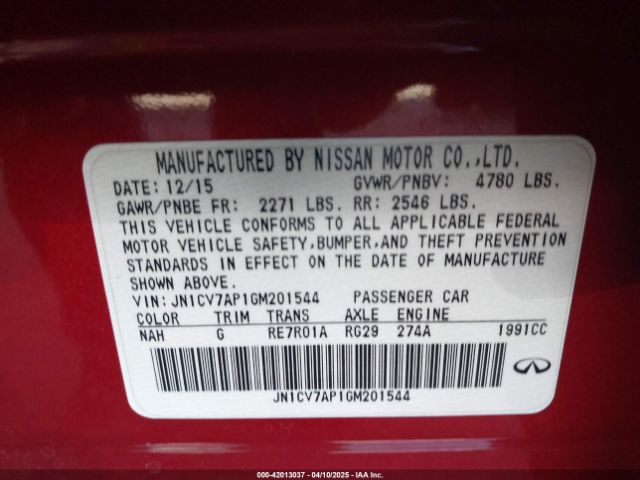 MANUFACTURED BY NISSAN MOTOR CO.,LTD.
DATE: 12/15 GVWR/PNBV: 4780 LBS.
GAWR/PNBE FR: 2271 LBS. RR: 2546 LBS.
THIS VEHICLE CONFORMS TO ALL APPLICABLE FEDERAL
MOTOR VEHICLE SAFETY,BUMPER,AND THEFT PREVENTION
STANDARDS IN EFFECT ON THE DATE OF MANUFACTURE
SHOWN ABOVE.
VIN: JN1CV7AP1GM201544 PASSENGER CAR
COLOR TRIM TRANS AXLE ENGINE
NAH G RE7R01A RG29 274A 1991CC
JN1CV7AP1GM201544
000-42013037 - 04/10/2025 - IAA Inc.